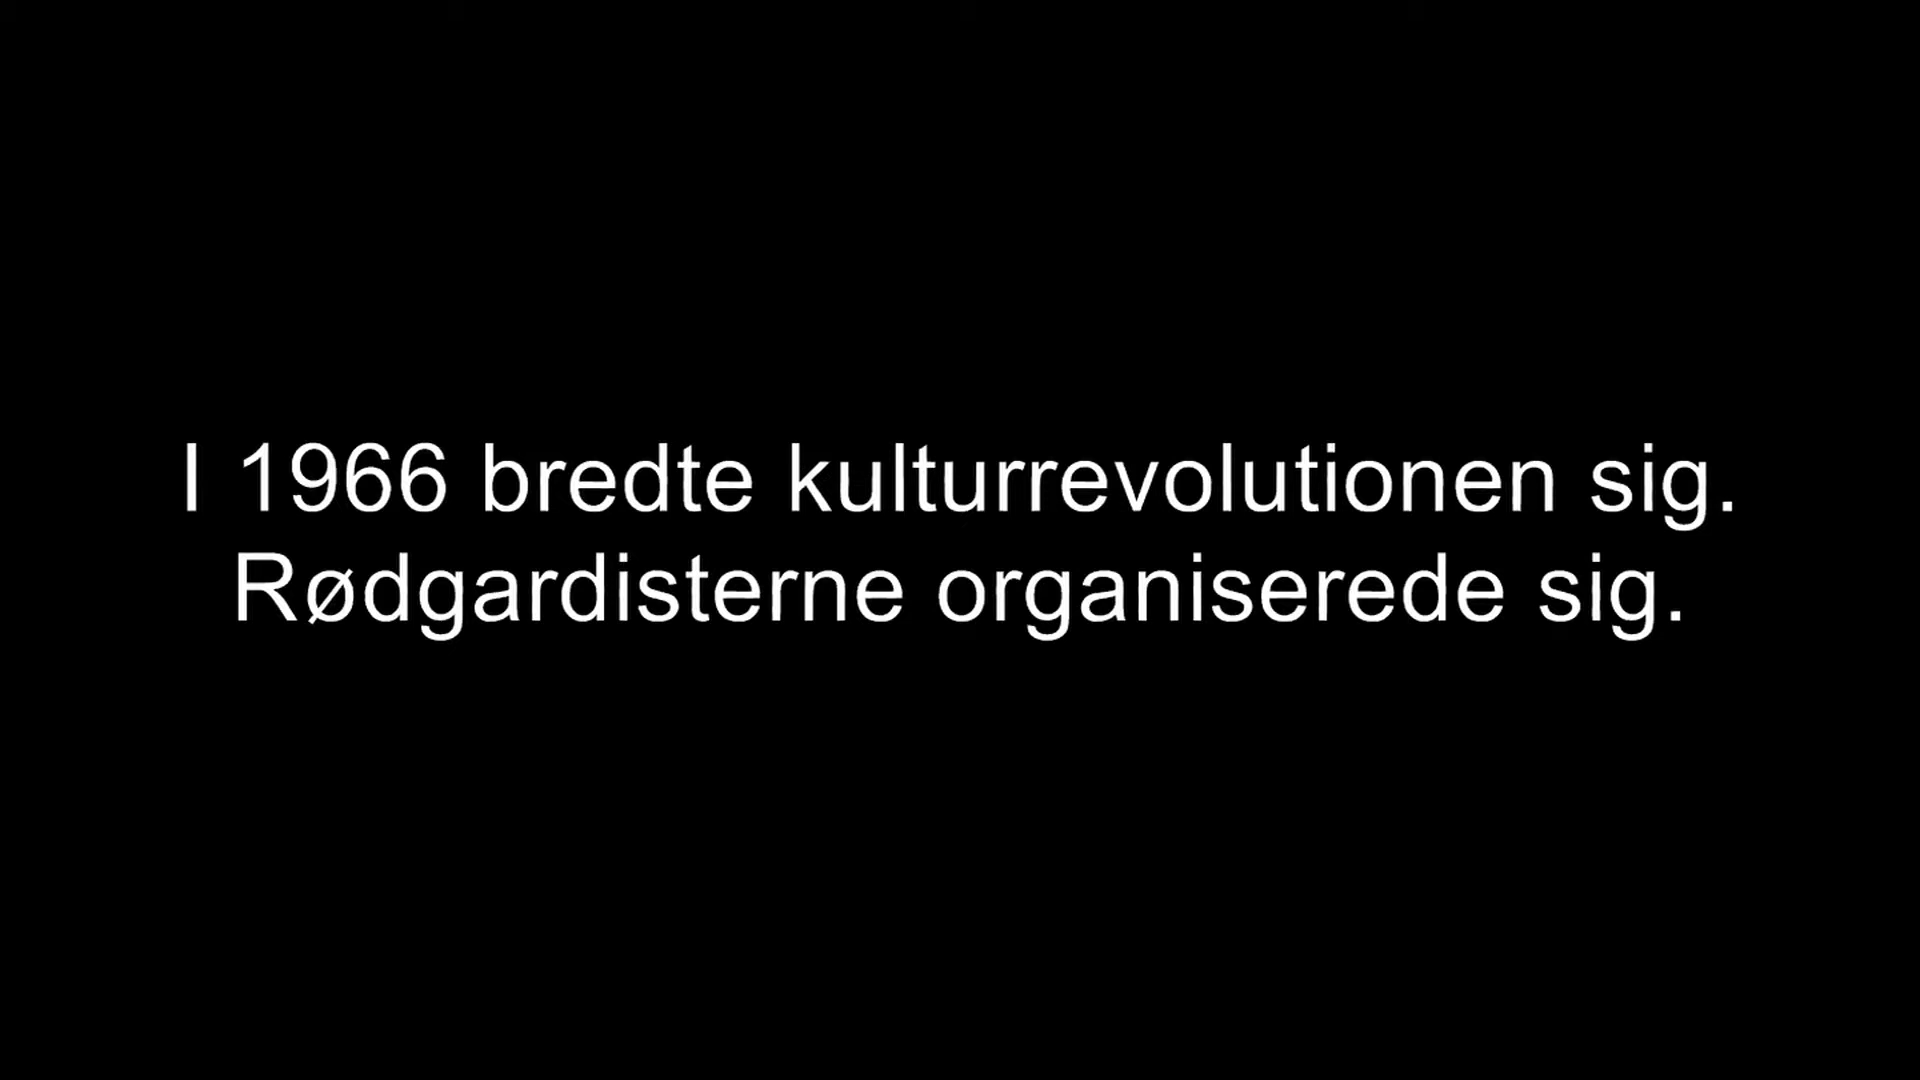 I 1966 bredte kulturrevolutionen sig.
Rødgardisterne organiserede sig.